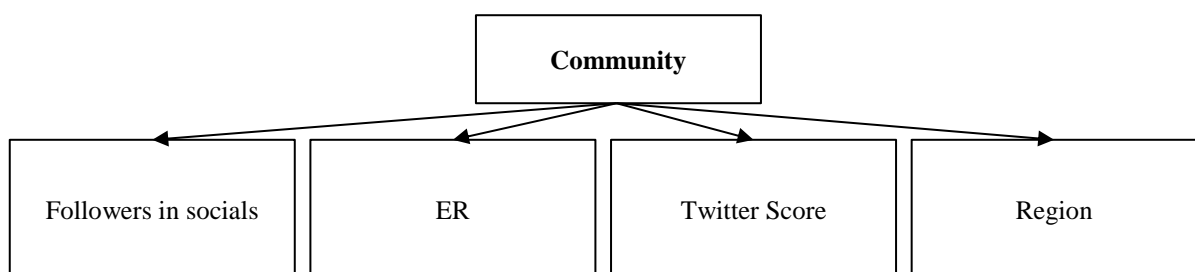 Community
Followers in socials
ER
Twitter Score
Region